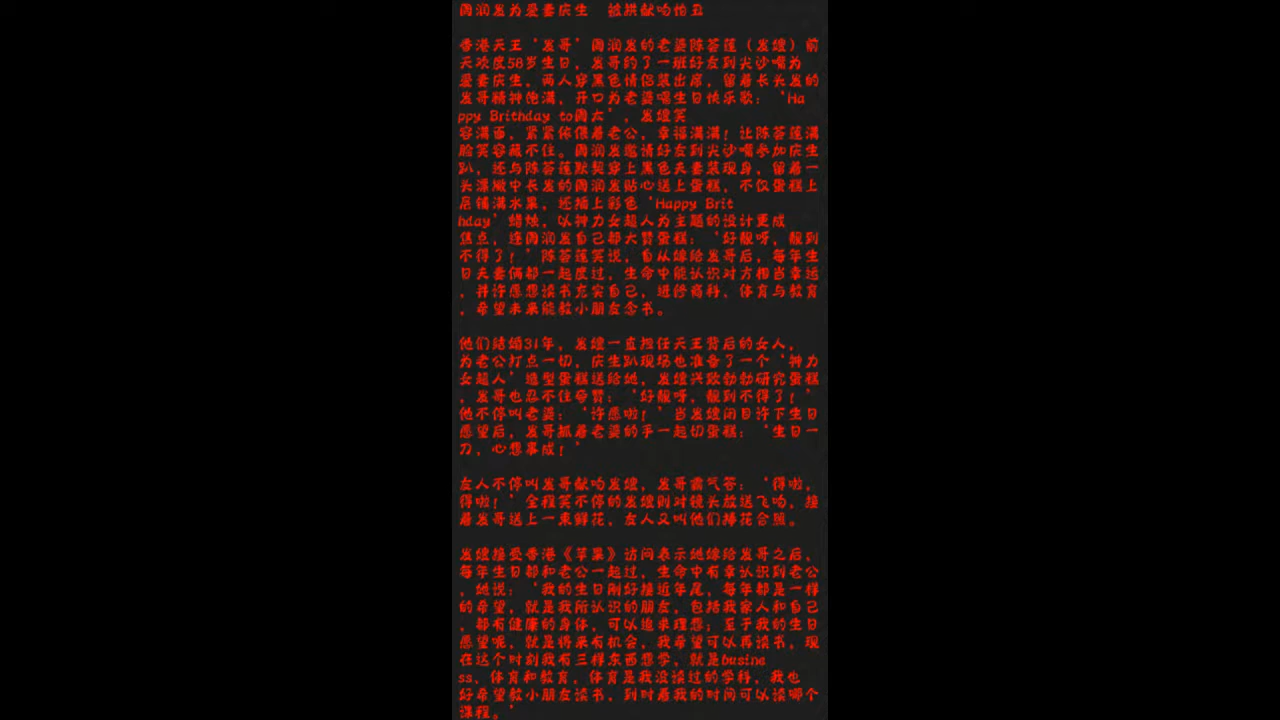 周润发为爱妻庆生 被拱献吻怕丑
香港天王‘发哥’周润发的老婆陈荟莲（发嫂）前
天欢度58岁生日，发哥约了一班好友到尖沙嘴为
爱妻庆生，两人穿黑色情侣装出席，留着长头发的
发哥精神饱满，开口为老婆唱生日快乐歌：‘Ha
ppy Brithday to周太’，发嫂笑
容满面，紧紧依偎着老公，幸福满满！让陈荟莲满
脸笑容藏不住。周润发邀请好友到尖沙嘴参加庆生
趴，还与陈荟莲默契穿上黑色夫妻装现身，留着一
头潇潵中长发的周润发贴心送上蛋糕，不仅蛋糕上
层铺满水果，还插上彩色‘Happy Brit
hday’蜡烛，以神力女超人为主题的设计更成
焦点，连周润发自己都大赞蛋糕：‘好靓呀，靓到
不得了！’陈荟莲笑说，自从嫁给发哥后，每年生
日夫妻俩都一起度过，生命中能认识对方相当幸运
，并许愿想读书充实自己，进修商科、体育与教育
，希望未来能教小朋友念书。
他们结婚31年，发嫂一直担任天王背后的女人，
为老公打点一切，庆生趴现场也准备了一个‘神力
女超人’造型蛋糕送给她，发嫂兴致勃勃研究蛋糕
，发哥也忍不住夸赞：‘好靓呀，靓到不得了！’
他不停叫老婆：‘许愿啦！’当发嫂闭目许下生日
愿望后，发哥抓着老婆的手一起切蛋糕：‘生日一
刀，心想事成！’
友人不停叫发哥献吻发嫂，发哥霸气答：‘得啦，
得啦！’全程笑不停的发嫂则对镜头放送飞吻，接
着发哥送上一束鲜花，友人又叫他们捧花合照。
发嫂接受香港《苹果》访问表示她嫁给发哥之后，
每年生日都和老公一起过，生命中有幸认识到老公
，她说：‘我的生日刚好接近年尾，每年都是一样
的希望，就是我所认识的朋友，包括我家人和自己
，都有健康的身体，可以追求理想；至于我的生日
愿望呢，就是将来有机会，我希望可以再读书，现
在这个时刻我有三样东西想学，就是busine
ss、体育和教育，体育是我没读过的学科，我也
好希望教小朋友读书，到时看我的时间可以读哪个
课程。’